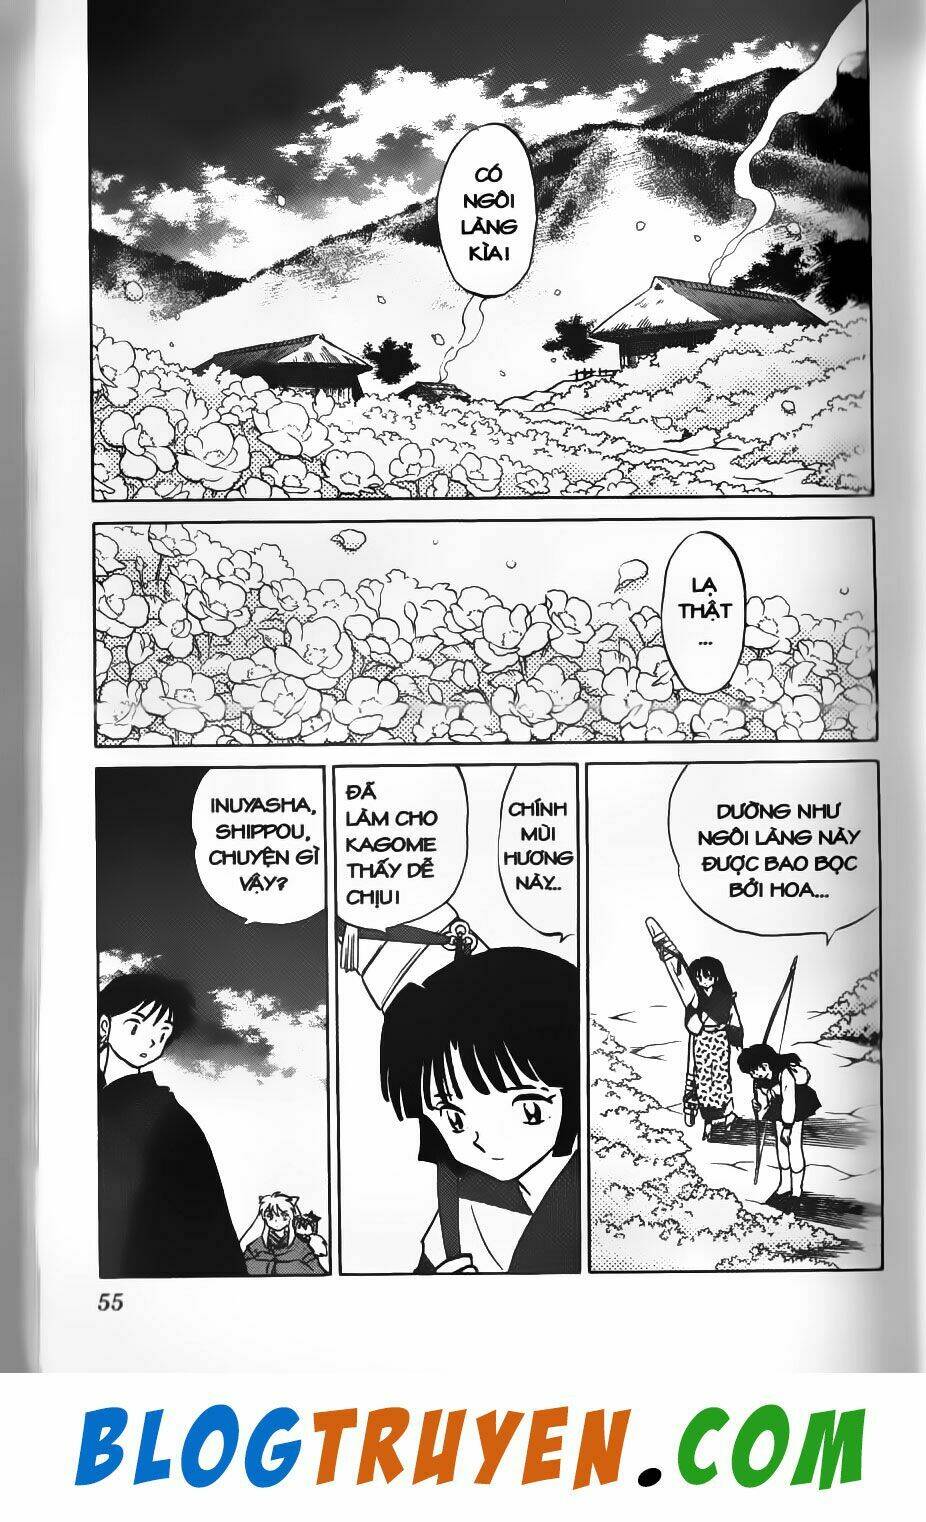 CÓ
NGÔI
LÀNG
KÌA!
LẠ
THẬT
...
DƯỜNG NHƯ
NGÔI LÀNG NÀY
ĐƯỢC BAO BỌC
BỞI HOA...
CHÍNH
MÙI
HƯƠNG
NÀY...
ĐÃ
LÀM CHO
KAGOME
THẤY DỄ
CHỊU!
INUYASHA,
SHIPPOU,
CHUYỆN GÌ
VẬY?
55
BLOGTRUYEN.COM